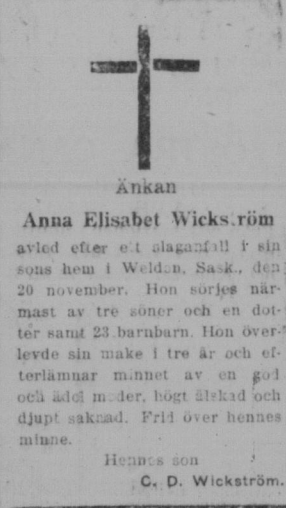 Änkan
Anna Elisabet Wickström
avled efter ett slaganfall i sin
sons hem i Weldon, Sask., den
20 november. Hon sörjes när-
mast av tre söner och en dot-
ter samt 23 barnbarn. Hon över-
levde sin make i tre år och ef-
terlämnar minnet av en god
och ädel moder, högt älskad och
djupt saknad. Frid över hennes
minne.
Hennes son
C. D. Wickström.